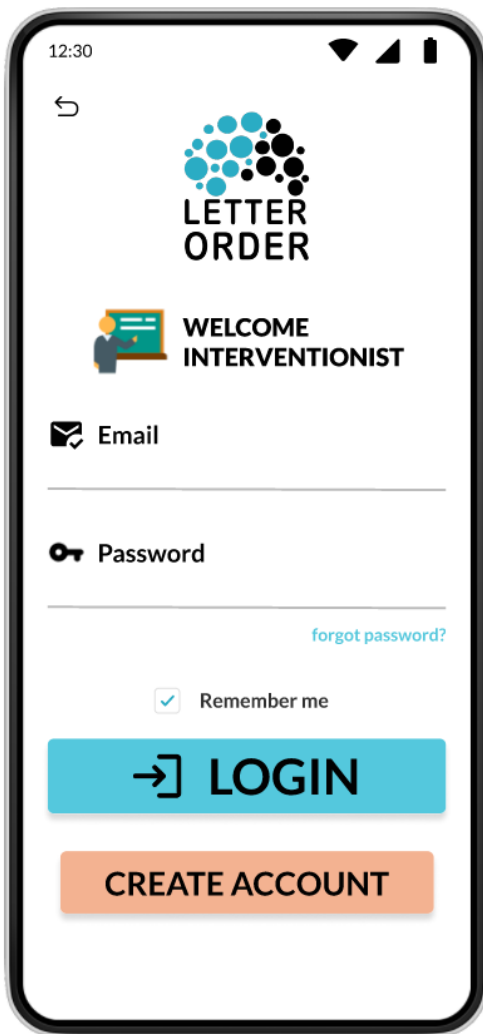 12:30
LETTER
ORDER
WELCOME
INTERVENTIONIST
Email
Password
forgot password?
Remember me
LOGIN
CREATE ACCOUNT